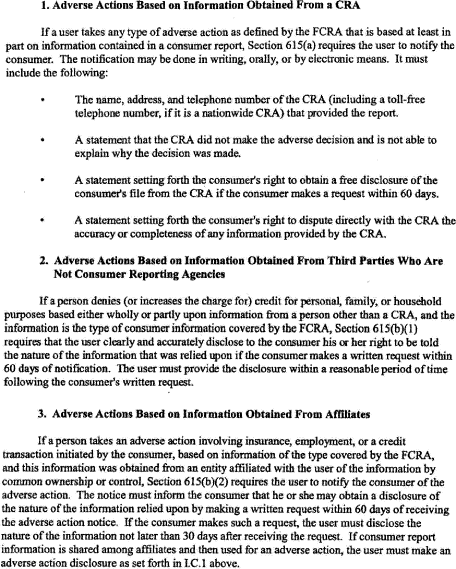 1. Adverse Actions Based on Information Obtained From a CRA
If a user takes any type of adverse action as defined by the FCRA that is based at least in
part on information contained in a consumer report, Section 615(a) requires the user to notify the
consumer. The notification may be done in writing, orally, or by electronic means. It must
include the following:
• The name, address, and telephone number of the CRA (including a toll-free
telephone number, if it is a nationwide CRA) that provided the report.
• A statement that the CRA did not make the adverse decision and is not able to
explain why the decision was made.
• A statement setting forth the consumer's right to obtain a free disclosure of the
consumer's file from the CRA if the consumer makes a request within 60 days.
• A statement setting forth the consumer's right to dispute directly with the CRA the
accuracy or completeness of any information provided by the CRA.
2. Adverse Actions Based on Information Obtained From Third Parties Who Are
Not Consumer Reporting Agencies
If a person denies (or increases the charge for) credit for personal, family, or household
purposes based either wholly or partly upon information from a person other than a CRA, and the
information is the type of consumer information covered by the FCRA, Section 615(b)(1)
requires that the user clearly and accurately disclose to the consumer his or her right to be told
the nature of the information that was relied upon if the consumer makes a written request within
60 days of notification. The user must provide the disclosure within a reasonable period of time
following the consumer's written request.
3. Adverse Actions Based on Information Obtained From Affiliates
If a person takes an adverse action involving insurance, employment, or a credit
transaction initiated by the consumer, based on information of the type covered by the FCRA,
and this information was obtained from an entity affiliated with the user of the information by
common ownership or control, Section 615(b)(2) requires the user to notify the consumer of the
adverse action. The notice must inform the consumer that he or she may obtain a disclosure of
the nature of the information relied upon by making a written request within 60 days of receiving
the adverse action notice. If the consumer makes such a request, the user must disclose the
nature of the information not later than 30 days after receiving the request. If consumer report
information is shared among affiliates and then used for an adverse action, the user must make an
adverse action disclosure as set forth in I.C.1 above.